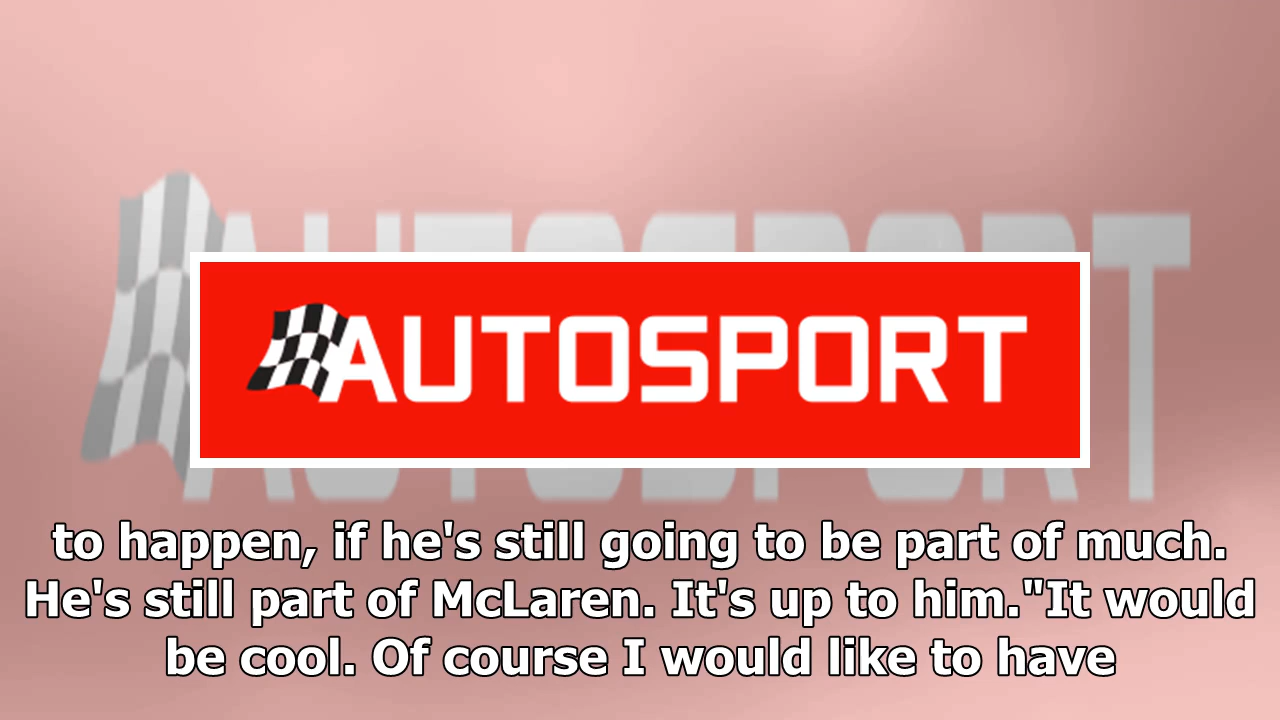 AUTOSPORT
AUTOSPORT
to happen, if he's still going to be part of much.
He's still part of McLaren. It's up to him."It would
be cool. Of course I would like to have